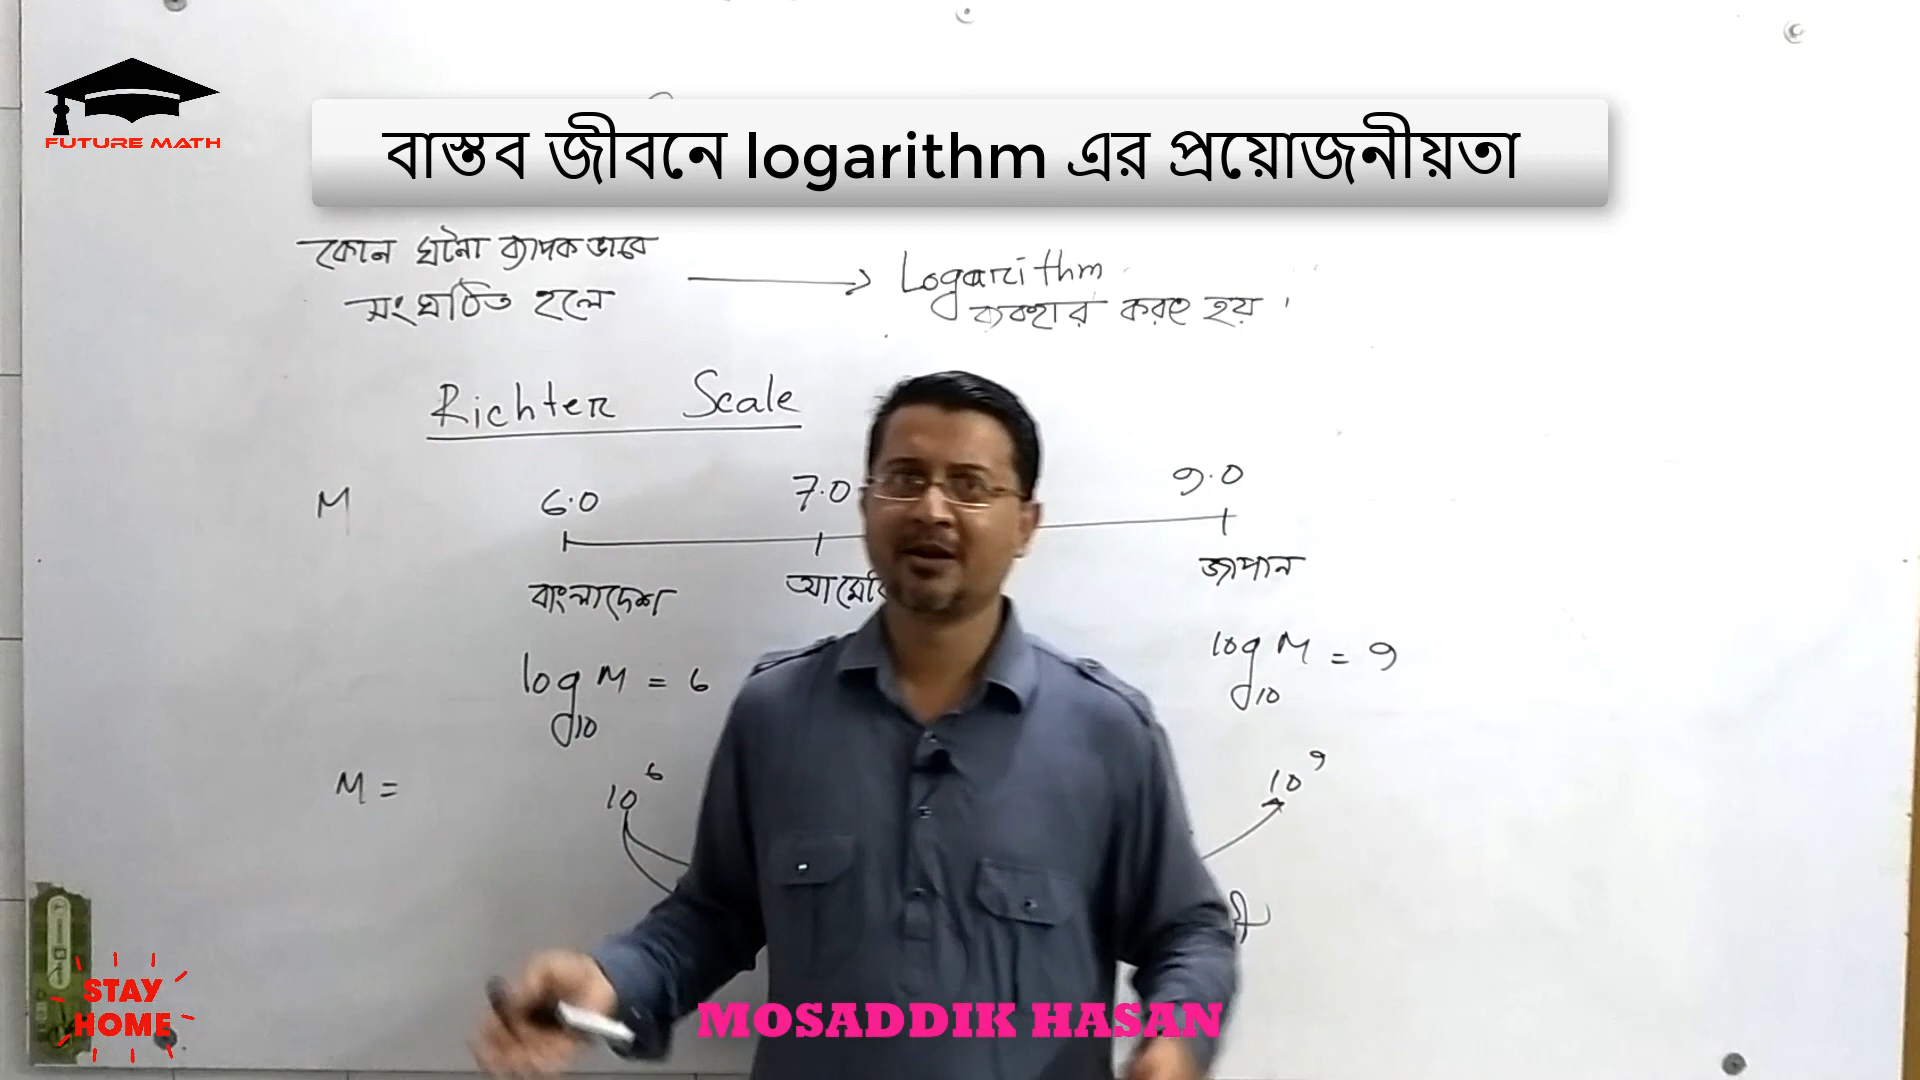 FUTURE MATH
বাস্তব জীবনে logarithm এর প্রয়োজনীয়তা
কোন ঘটনা ব্যাপক ভাবে
সংঘঠিত হলে
Logarithm
ব্যবহার করতে হয় ।
Richter Scale
M 6.0 7.0 9.0
বাংলাদেশ জাপান
log₁₀ M = 6 log₁₀ M = 9
M = 10⁶ 10⁹
STAY
HOME
MOSADDIK HASAN